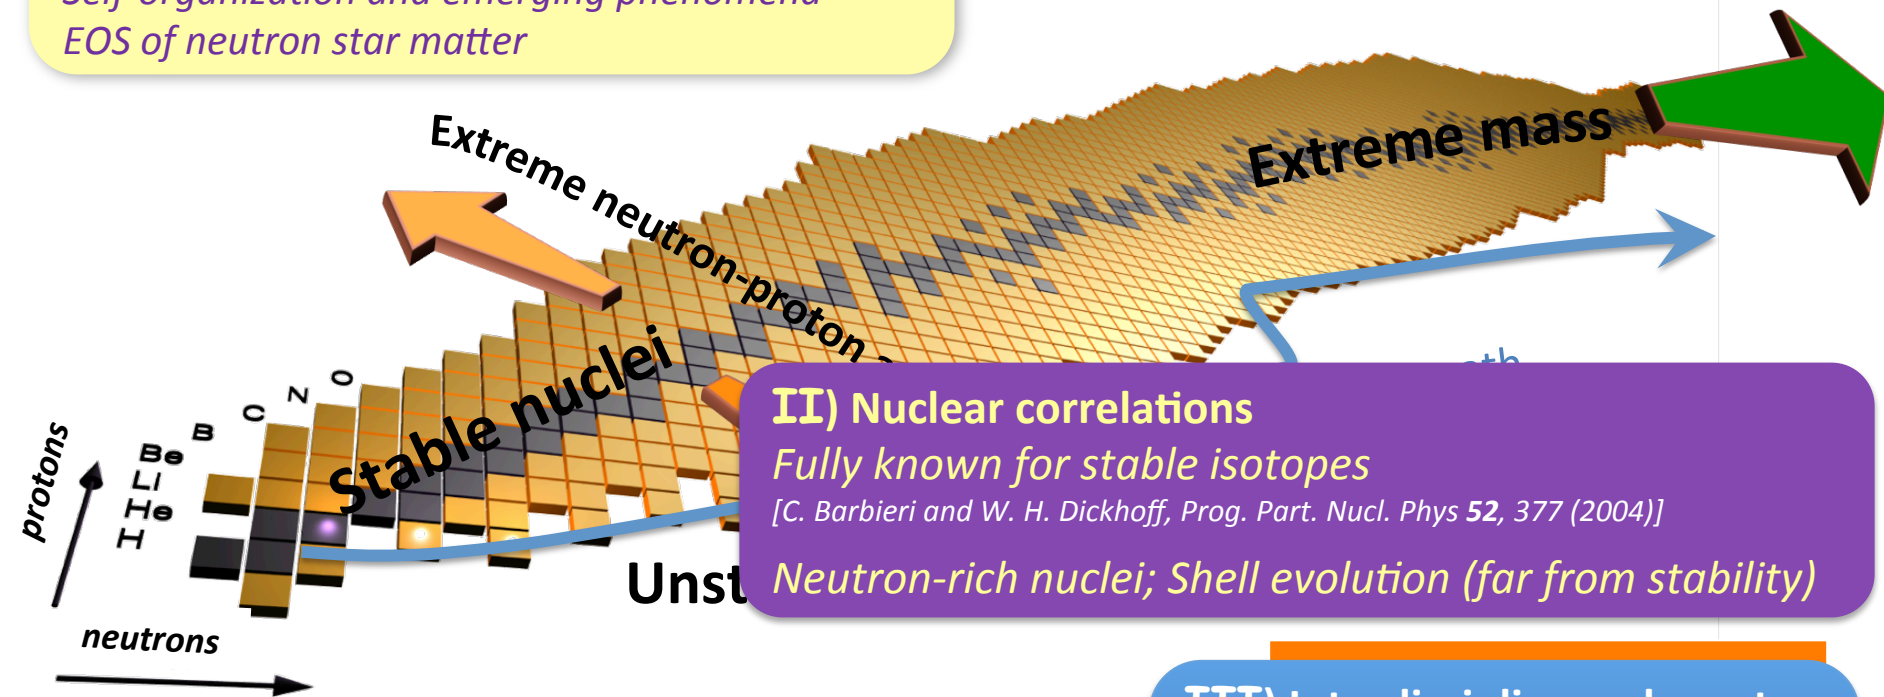 EOS of neutron star matter
Extreme neutron-proton
Extreme mass
Stable nuclei
O
N
C
B
Be
Li
He
H
protons
neutrons
II) Nuclear correlations
Fully known for stable isotopes
[C. Barbieri and W. H. Dickhoff, Prog. Part. Nucl. Phys 52, 377 (2004)]
Neutron-rich nuclei; Shell evolution (far from stability)
Unst
III)